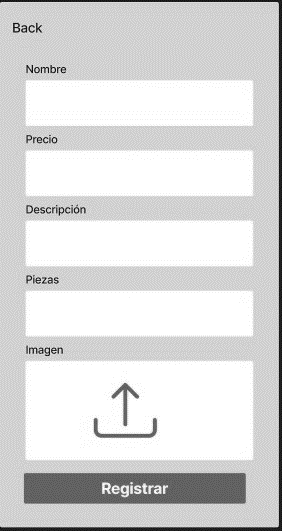 Back
Nombre
Precio
Descripción
Piezas
Imagen
Registrar